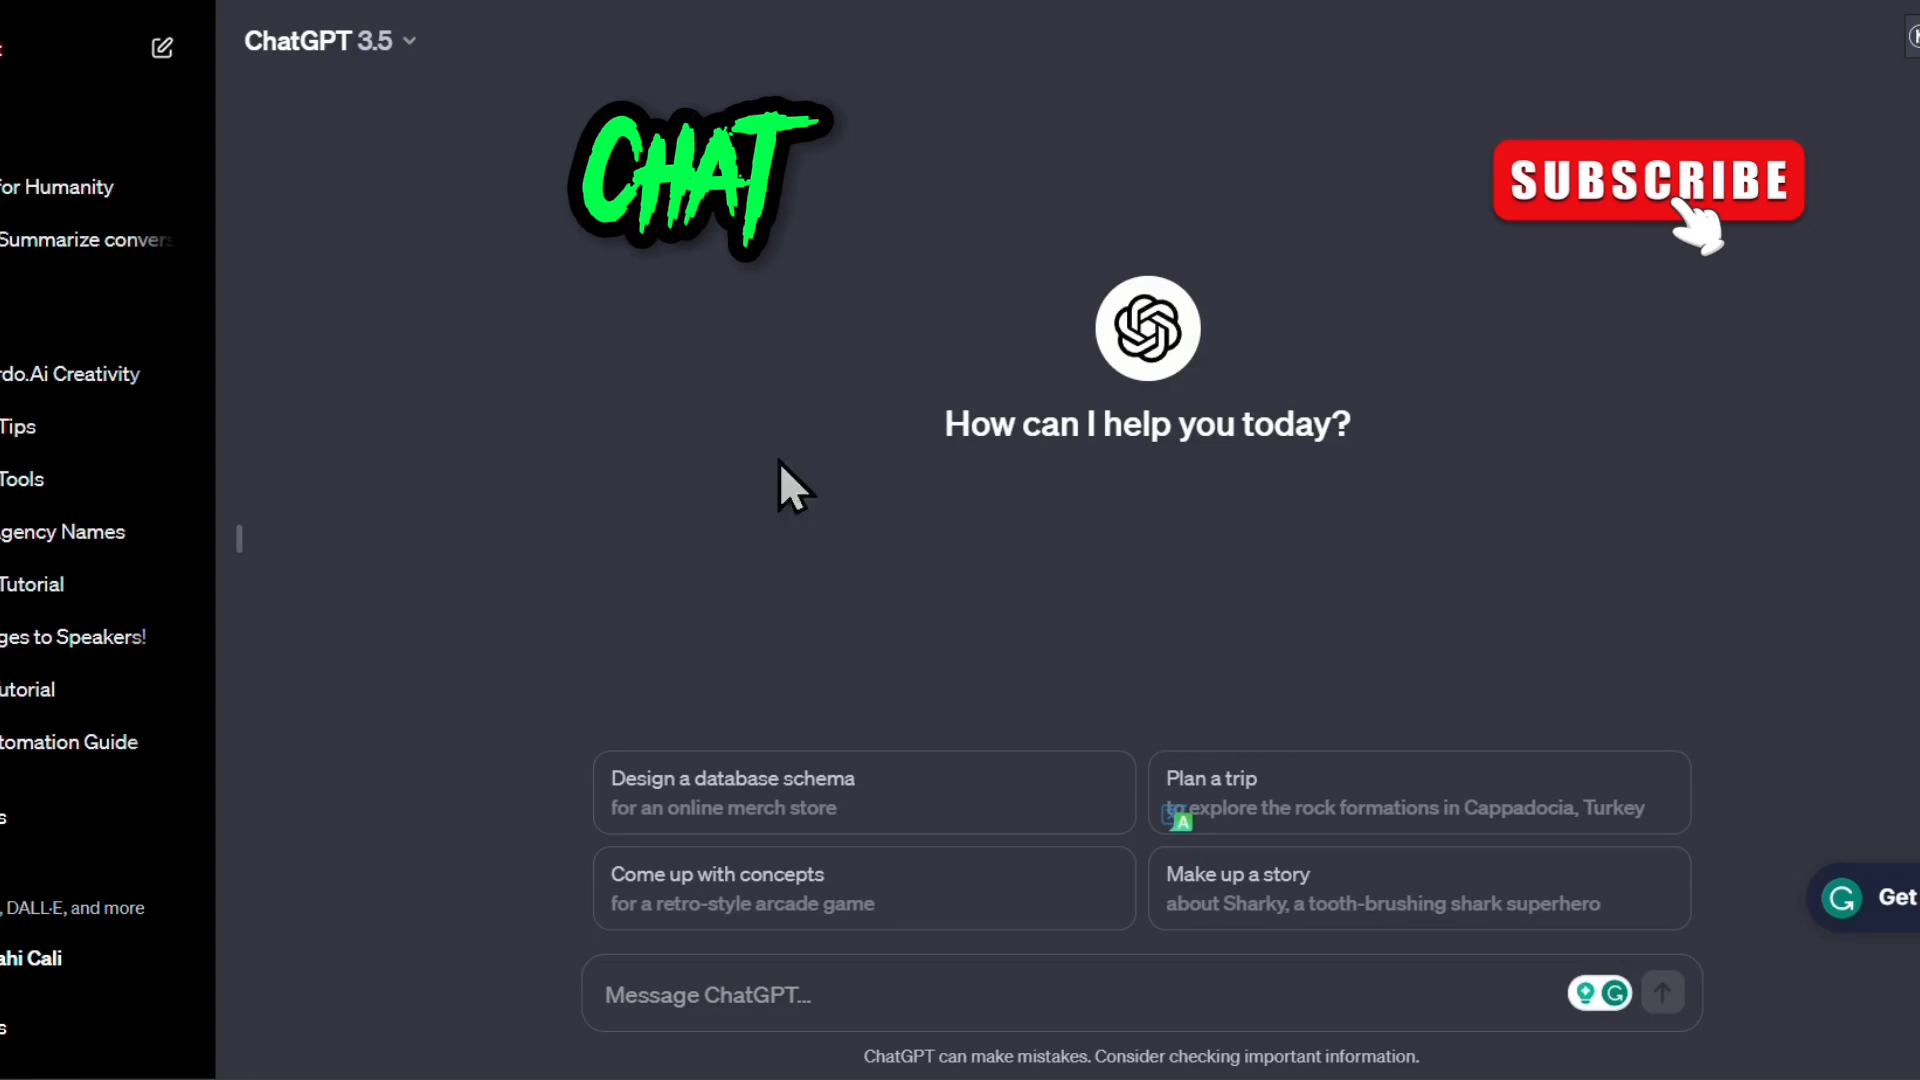 ChatGPT 3.5
CHAT
SUBSCRIBE
for Humanity
Summarize convers
rdo.Ai Creativity
Tips
Tools
gency Names
Tutorial
ges to Speakers!
utorial
tomation Guide
s
, DALL·E, and more
ahi Cali
s
How can I help you today?
Design a database schema
for an online merch store
Plan a trip
to explore the rock formations in Cappadocia, Turkey
A
Come up with concepts
for a retro-style arcade game
Make up a story
about Sharky, a tooth-brushing shark superhero
Get
Message ChatGPT...
ChatGPT can make mistakes. Consider checking important information.